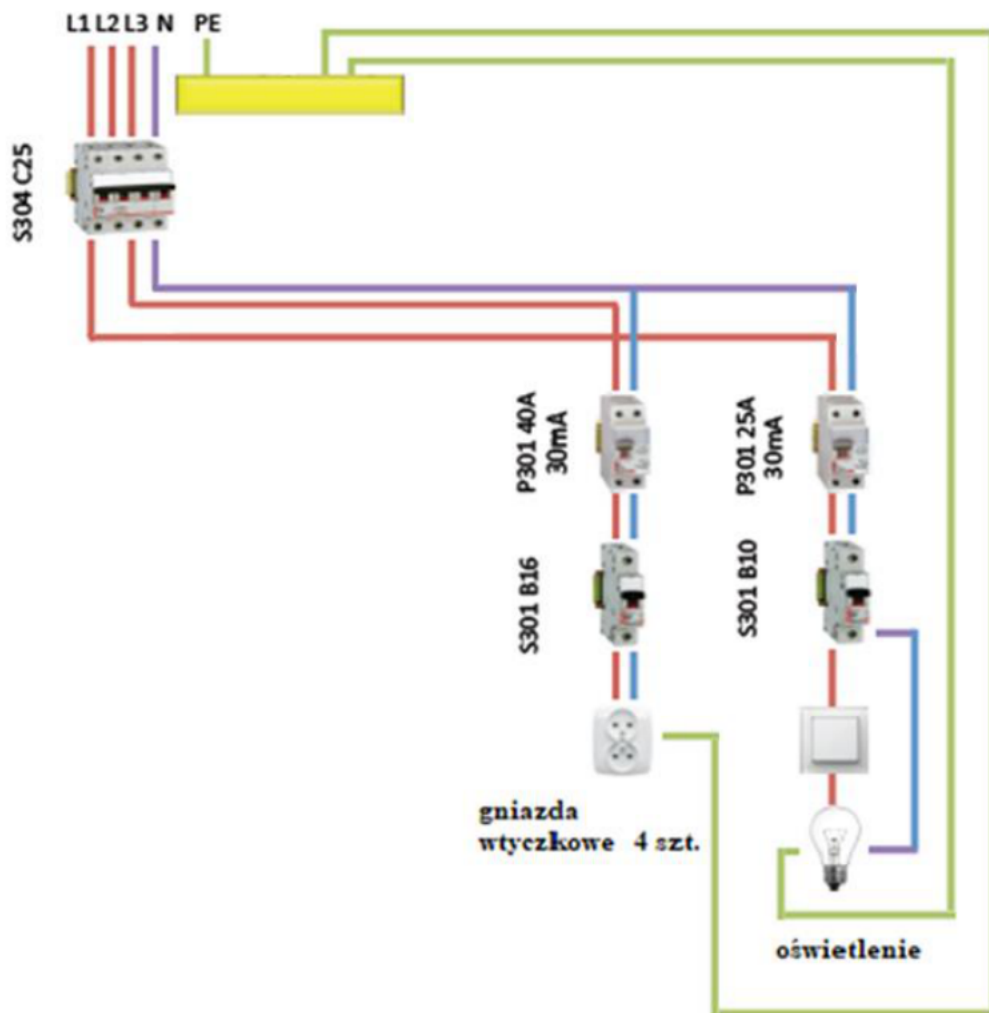 L1 L2 L3 N PE
S304 C25
P301 40A
30mA
P301 25A
30mA
S301 B16
S301 B10
gniazda
wtyczkowe 4 szt.
oświetlenie